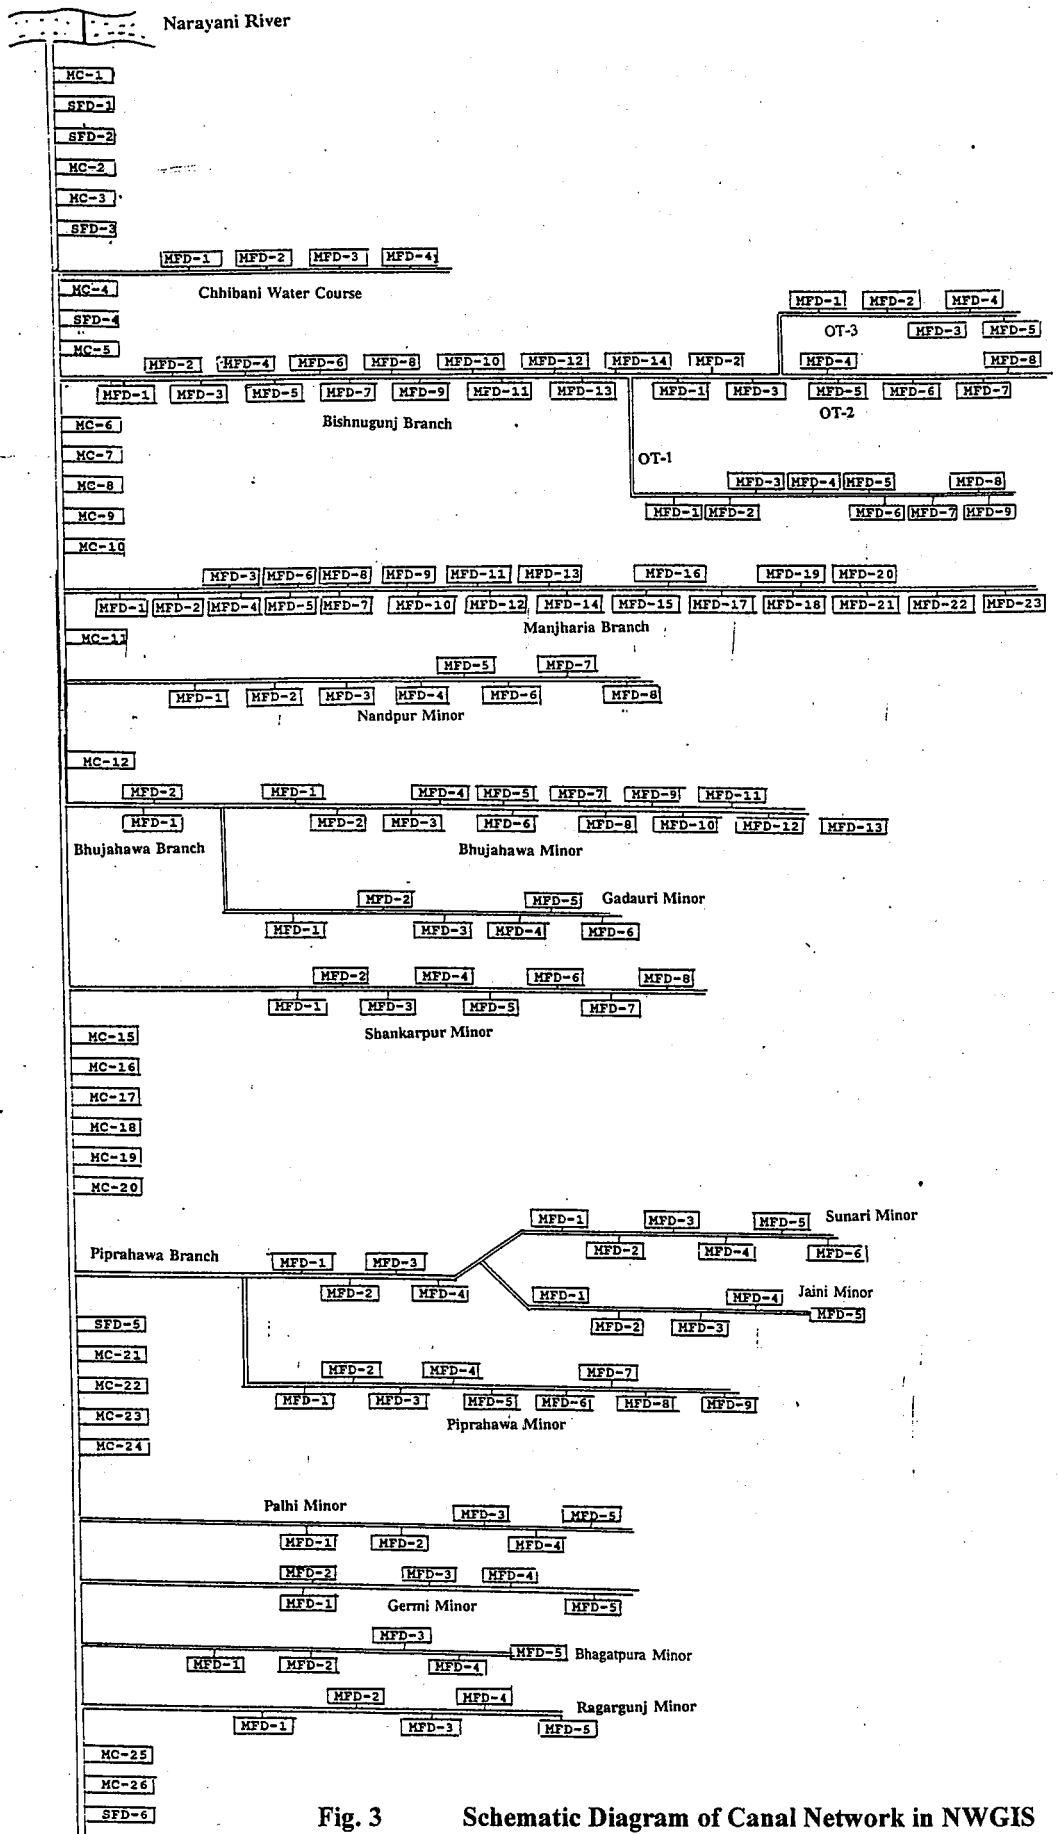 Narayani River
MC-1
SFD-1
SFD-2
MC-2
MC-3
SFD-3
MFD-1 MFD-2 MFD-3 MFD-4
Chhibani Water Course
MC-4
SFD-4
MC-5
MFD-1 MFD-2 MFD-4
OT-3
MFD-3 MFD-5
MFD-2 MFD-4 MFD-6 MFD-8 MFD-10 MFD-12 MFD-14 MFD-2 MFD-4 MFD-8
MFD-1 MFD-3 MFD-5 MFD-7 MFD-9 MFD-11 MFD-13 MFD-1 MFD-3 MFD-5 MFD-6 MFD-7
Bishnugunj Branch
OT-2
MC-6
MC-7
MC-8
MC-9
MC-10
OT-1
MFD-3 MFD-4 MFD-5 MFD-8
MFD-1 MFD-2 MFD-6 MFD-7 MFD-9
MFD-3 MFD-6 MFD-8 MFD-9 MFD-11 MFD-13 MFD-16 MFD-19 MFD-20
MFD-1 MFD-2 MFD-4 MFD-5 MFD-7 MFD-10 MFD-12 MFD-14 MFD-15 MFD-17 MFD-18 MFD-21 MFD-22 MFD-23
Manjharia Branch
MC-11
MFD-5 MFD-7
MFD-1 MFD-2 MFD-3 MFD-4 MFD-6 MFD-8
Nandpur Minor
MC-12
MFD-2 MFD-1 MFD-4 MFD-5 MFD-7 MFD-9 MFD-11
MFD-1 MFD-2 MFD-3 MFD-6 MFD-8 MFD-10 MFD-12 MFD-13
Bhujahawa Branch Bhujahawa Minor
MFD-2 MFD-5 Gadauri Minor
MFD-1 MFD-3 MFD-4 MFD-6
MFD-2 MFD-4 MFD-6 MFD-8
MFD-1 MFD-3 MFD-5 MFD-7
Shankarpur Minor
MC-15
MC-16
MC-17
MC-18
MC-19
MC-20
MFD-1 MFD-3 MFD-5 Sunari Minor
MFD-2 MFD-4 MFD-6
Piprahawa Branch MFD-1 MFD-3
MFD-2 MFD-4
MFD-1 MFD-4 Jaini Minor
MFD-2 MFD-3 MFD-5
SFD-5
MC-21
MC-22
MC-23
MC-24
MFD-2 MFD-4 MFD-7
MFD-1 MFD-3 MFD-5 MFD-6 MFD-8 MFD-9
Piprahawa Minor
Palhi Minor MFD-3 MFD-5
MFD-1 MFD-2 MFD-4
MFD-2 MFD-3 MFD-4
MFD-1 Germi Minor MFD-5
MFD-3
MFD-1 MFD-2 MFD-4 MFD-5 Bhagatpura Minor
MFD-2 MFD-4 Ragargunj Minor
MFD-1 MFD-3 MFD-5
MC-25
MC-26
SFD-6
Fig. 3 Schematic Diagram of Canal Network in NWGIS